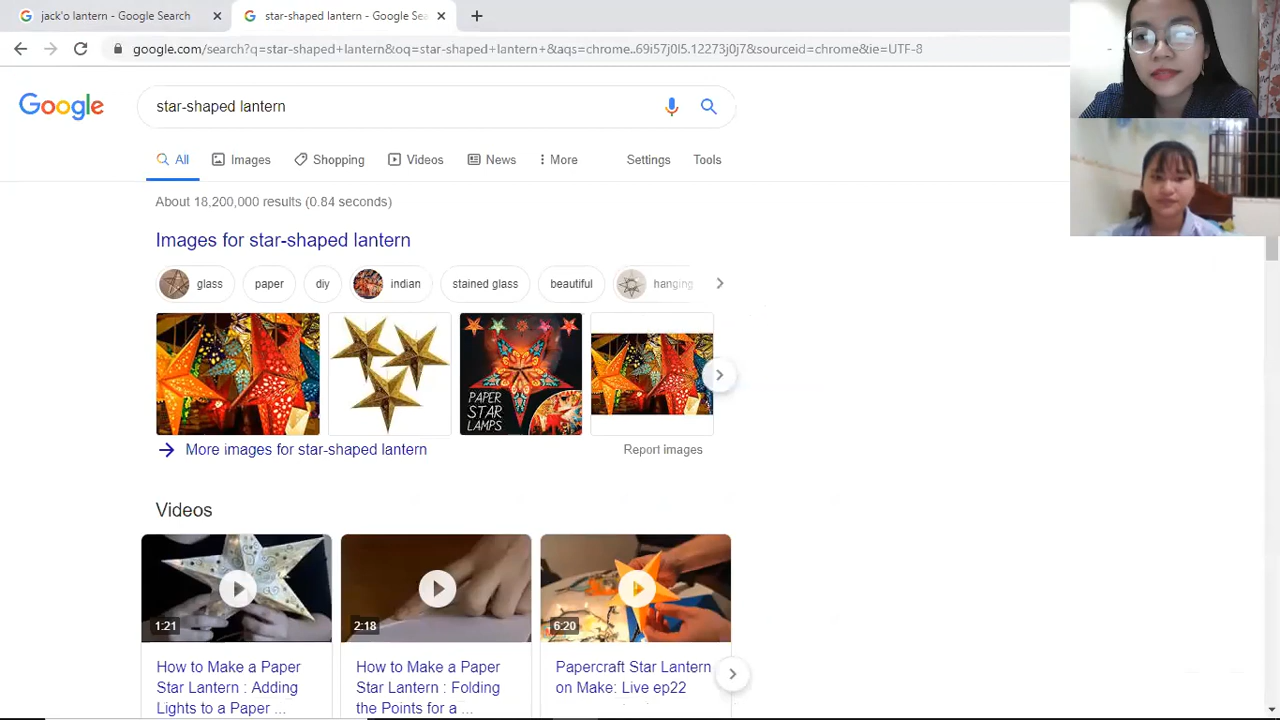 jack'o lantern - Google Search
star-shaped lantern - Google Sea
google.com/search?q=star-shaped+lantern&oq=star-shaped+lantern+&aqs=chrome..69i57j0l5.12273j0j7&sourceid=chrome&ie=UTF-8
Google
star-shaped lantern
All Images Shopping Videos News More Settings Tools
About 18,200,000 results (0.84 seconds)
Images for star-shaped lantern
glass paper diy indian stained glass beautiful hanging
PAPER
STAR
LAMPS
More images for star-shaped lantern Report images
Videos
1:21 2:18 6:20
How to Make a Paper
Star Lantern : Adding
Lights to a Paper ...
How to Make a Paper
Star Lantern : Folding
the Points for a ...
Papercraft Star Lantern
on Make: Live ep22